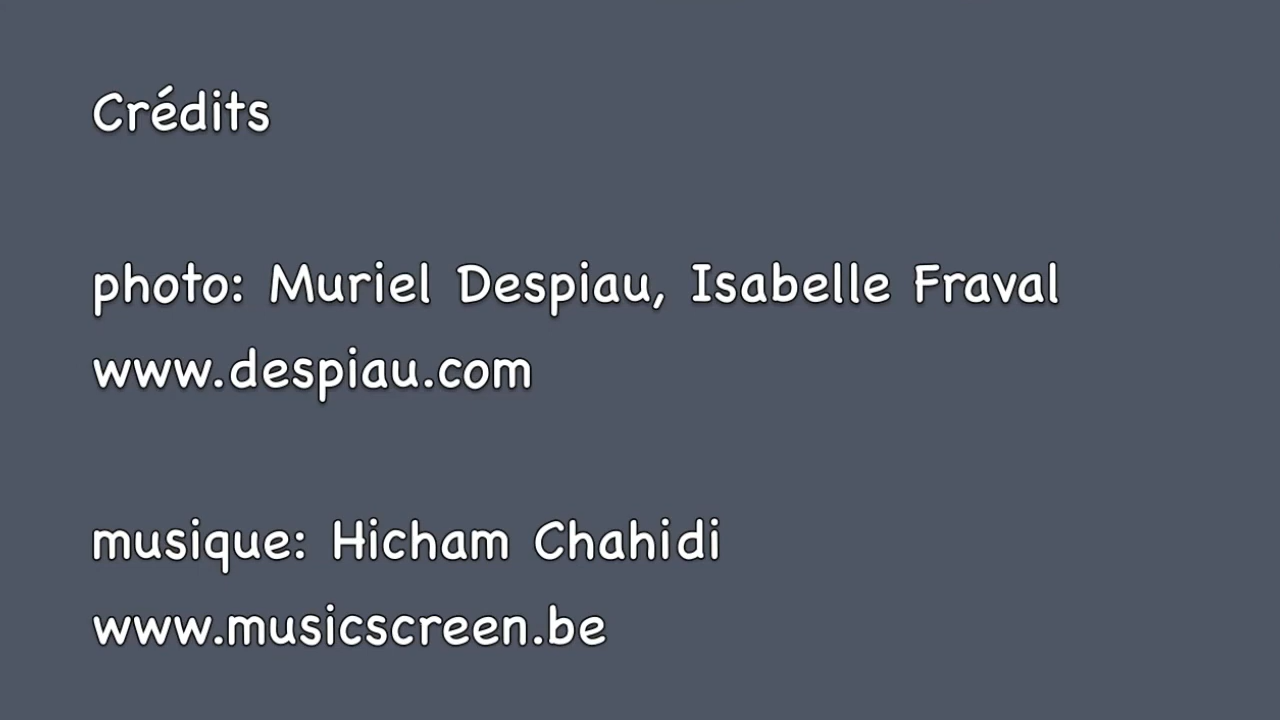 Crédits
photo: Muriel Despiau, Isabelle Fraval
www.despiau.com
musique: Hicham Chahidi
www.musicscreen.be